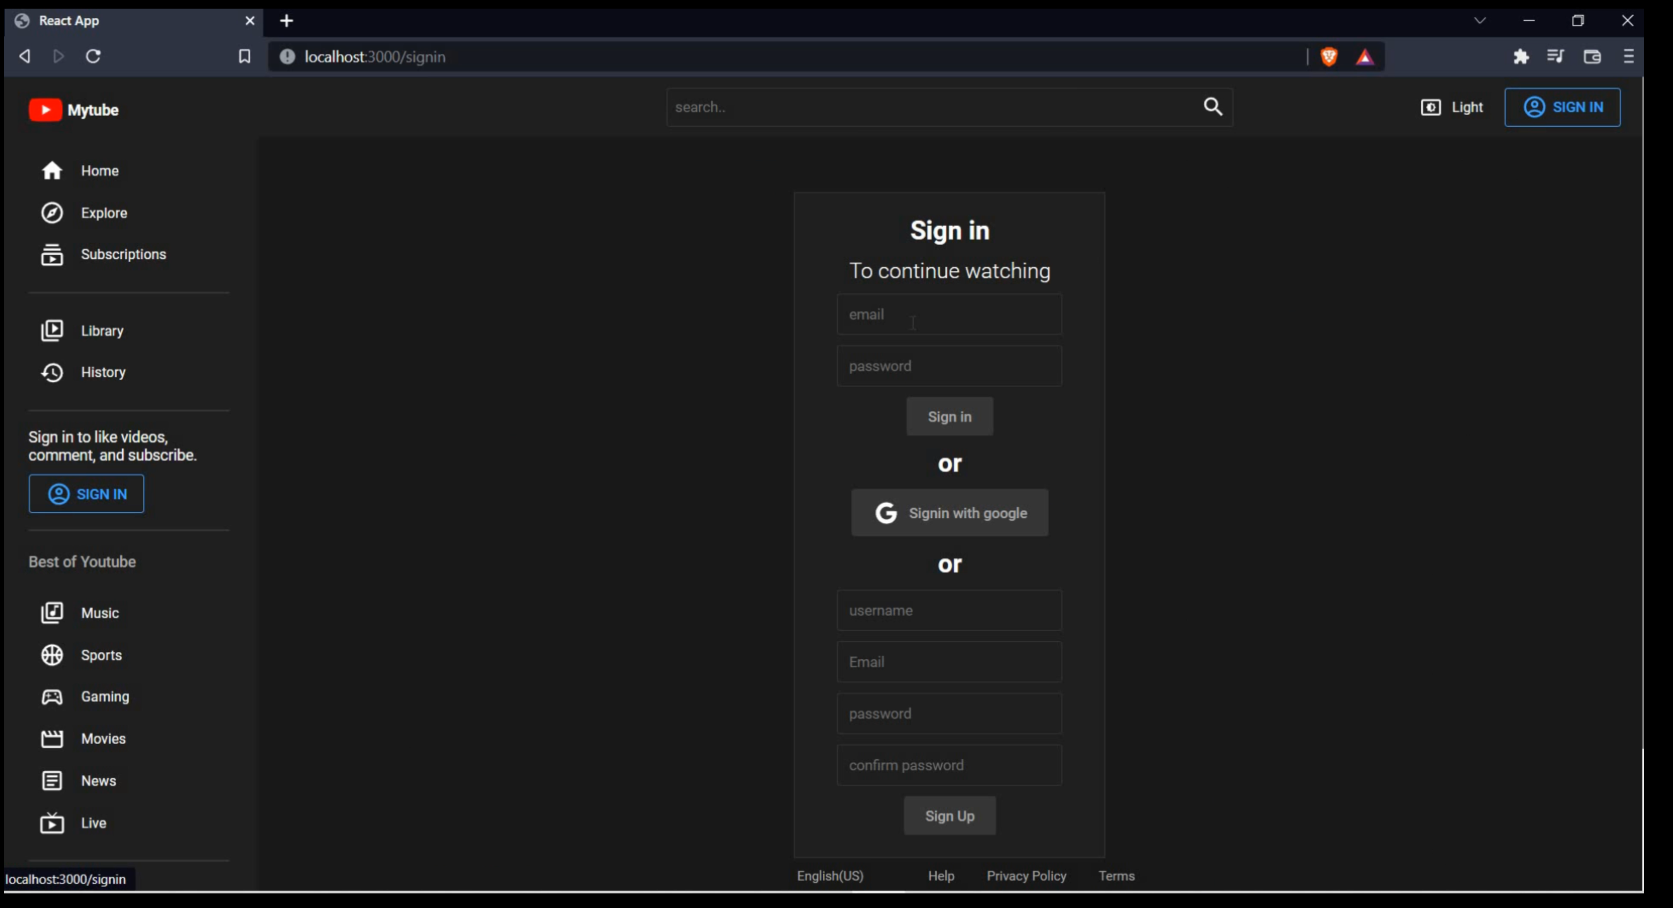 React App
localhost:3000/signin
Mytube
search..
Light
SIGN IN
Home
Explore
Subscriptions
Library
History
Sign in to like videos,
comment, and subscribe.
SIGN IN
Best of Youtube
Music
Sports
Gaming
Movies
News
Live
localhost:3000/signin
Sign in
To continue watching
email
password
Sign in
or
G Signin with google
or
username
Email
password
confirm password
Sign Up
English(US)
Help
Privacy Policy
Terms